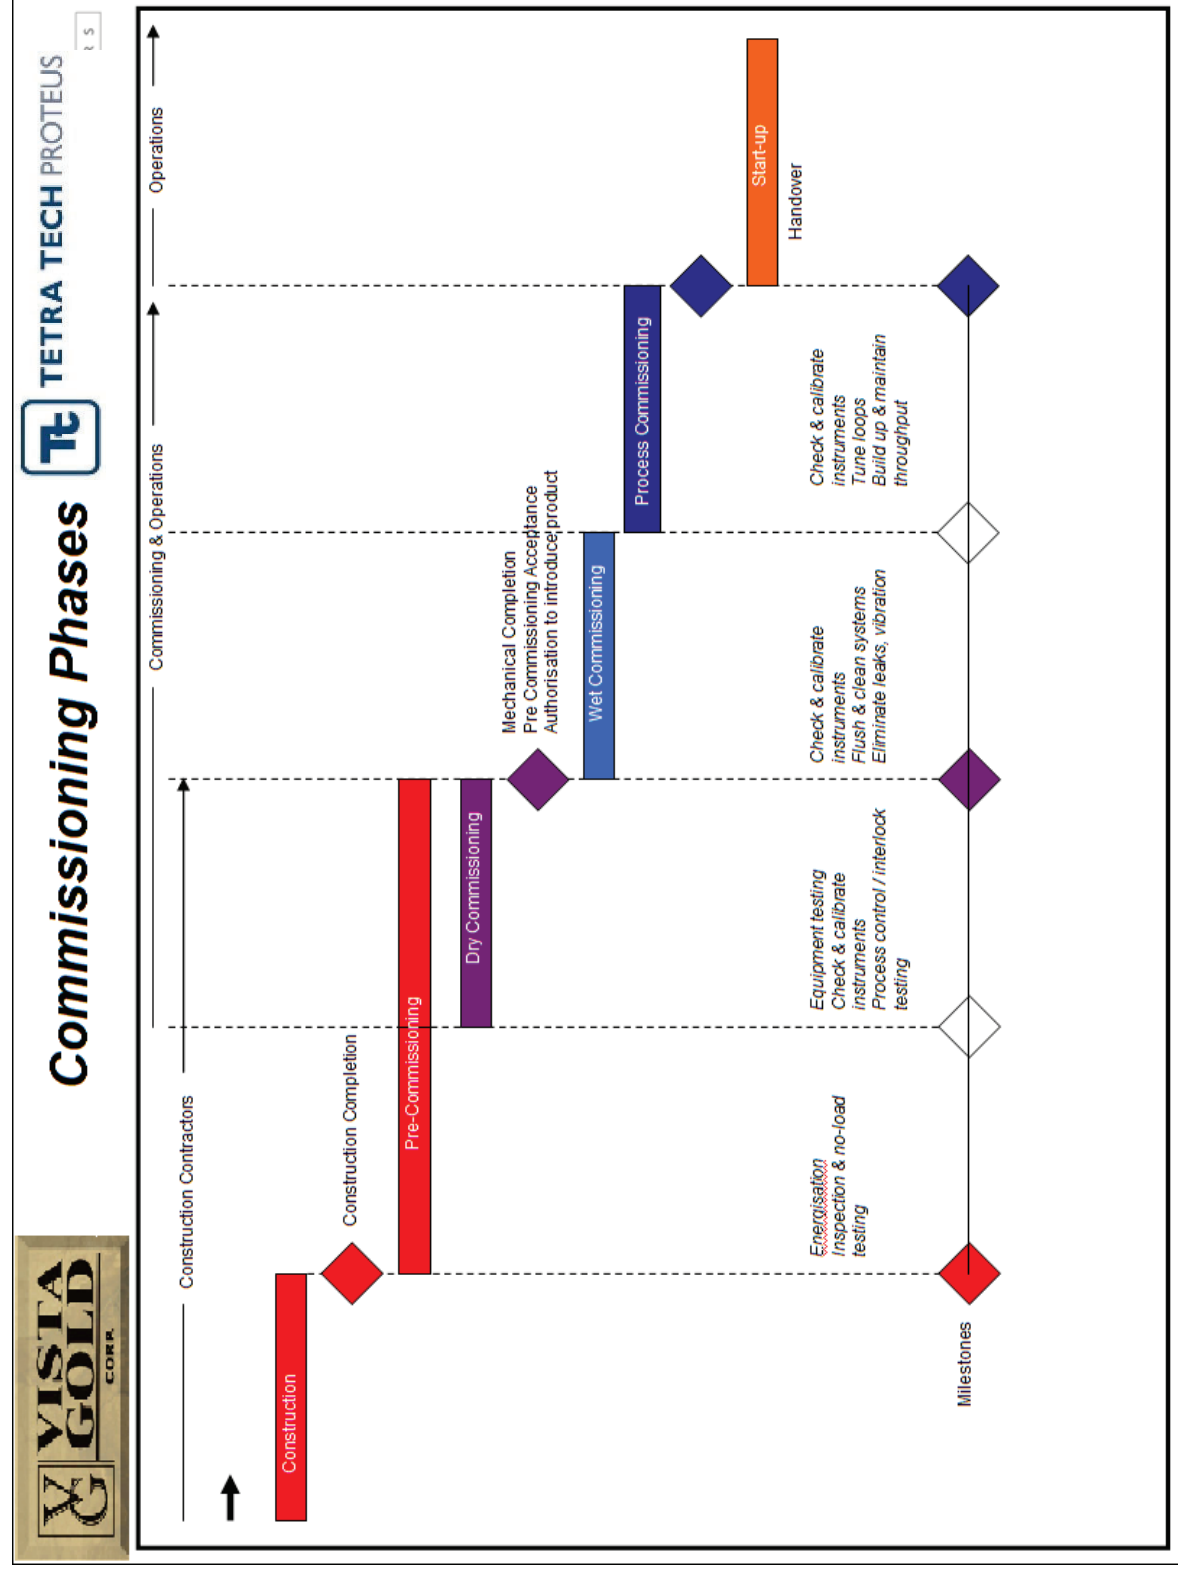 VG
VISTA
GOLD
CORP.
Commissioning Phases
Tt
TETRA TECH PROTEUS
R S
Construction Contractors
Commissioning & Operations
Operations
Construction
Construction Completion
Pre-Commissioning
Dry Commissioning
Mechanical Completion
Pre Commissioning Acceptance
Authorisation to introduce product
Wet Commissioning
Process Commissioning
Start-up
Handover
Energisation
Inspection & no-load
testing
Equipment testing
Check & calibrate
instruments
Process control / interlock
testing
Check & calibrate
instruments
Flush & clean systems
Eliminate leaks, vibration
Check & calibrate
instruments
Tune loops
Build up & maintain
throughput
Milestones